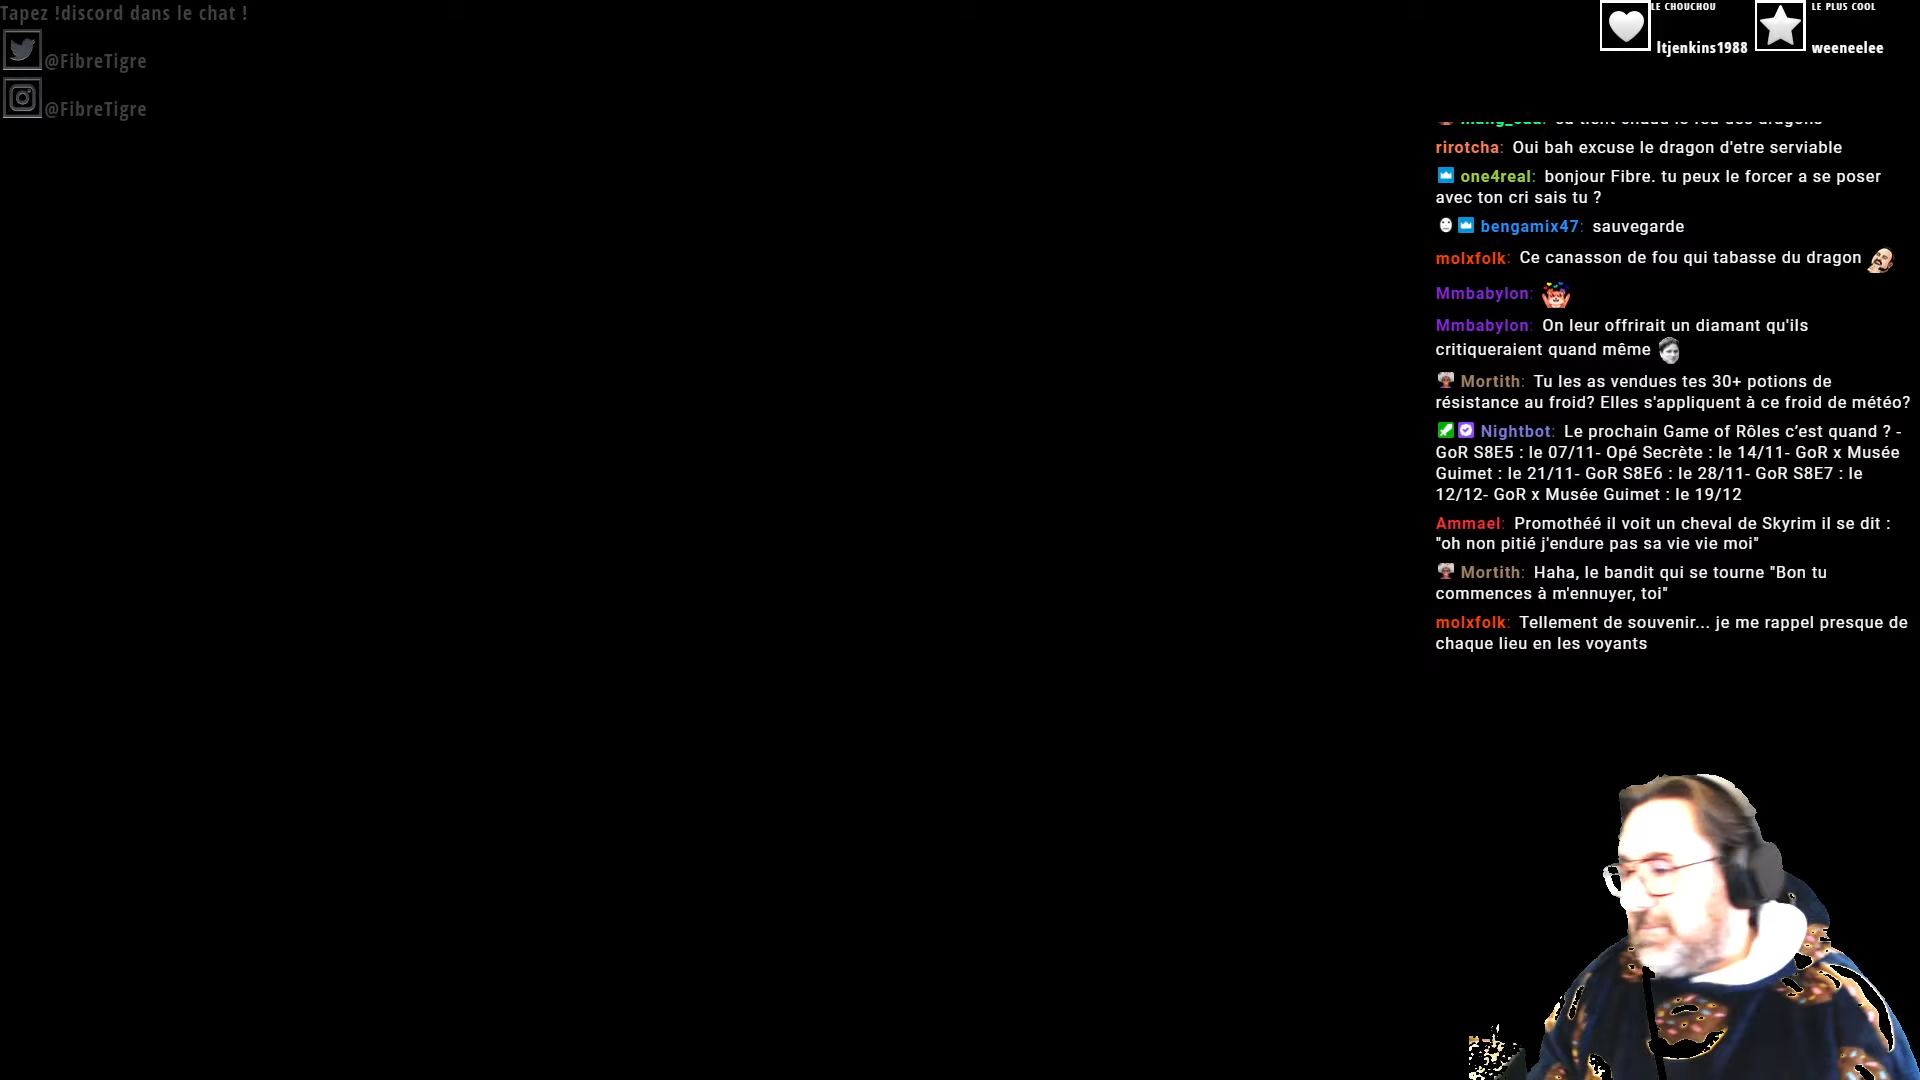 Tapez !discord dans le chat !
@FibreTigre
@FibreTigre
LE CHOUCHOU
ltjenkins1988
LE PLUS COOL
weeneelee
rirotcha: Oui bah excuse le dragon d'etre serviable
one4real: bonjour Fibre. tu peux le forcer a se poser
avec ton cri sais tu ?
bengamix47: sauvegarde
molxfolk: Ce canasson de fou qui tabasse du dragon
Mmbabylon:
Mmbabylon: On leur offrirait un diamant qu'ils
critiqueraient quand même
Mortith: Tu les as vendues tes 30+ potions de
résistance au froid? Elles s'appliquent à ce froid de météo?
Nightbot: Le prochain Game of Rôles c’est quand ? -
GoR S8E5 : le 07/11- Opé Secrète : le 14/11- GoR x Musée
Guimet : le 21/11- GoR S8E6 : le 28/11- GoR S8E7 : le
12/12- GoR x Musée Guimet : le 19/12
Ammael: Promothéé il voit un cheval de Skyrim il se dit :
"oh non pitié j'endure pas sa vie vie moi"
Mortith: Haha, le bandit qui se tourne "Bon tu
commences à m'ennuyer, toi"
molxfolk: Tellement de souvenir... je me rappel presque de
chaque lieu en les voyants